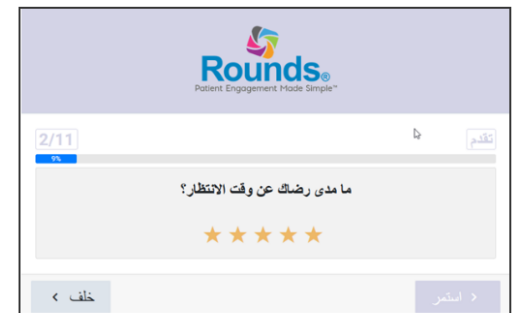 Rounds®
Patient Engagement Made Simple™
تقدم
2/11
9%
ما مدى رضاك عن وقت الانتظار؟
خلف
استمر